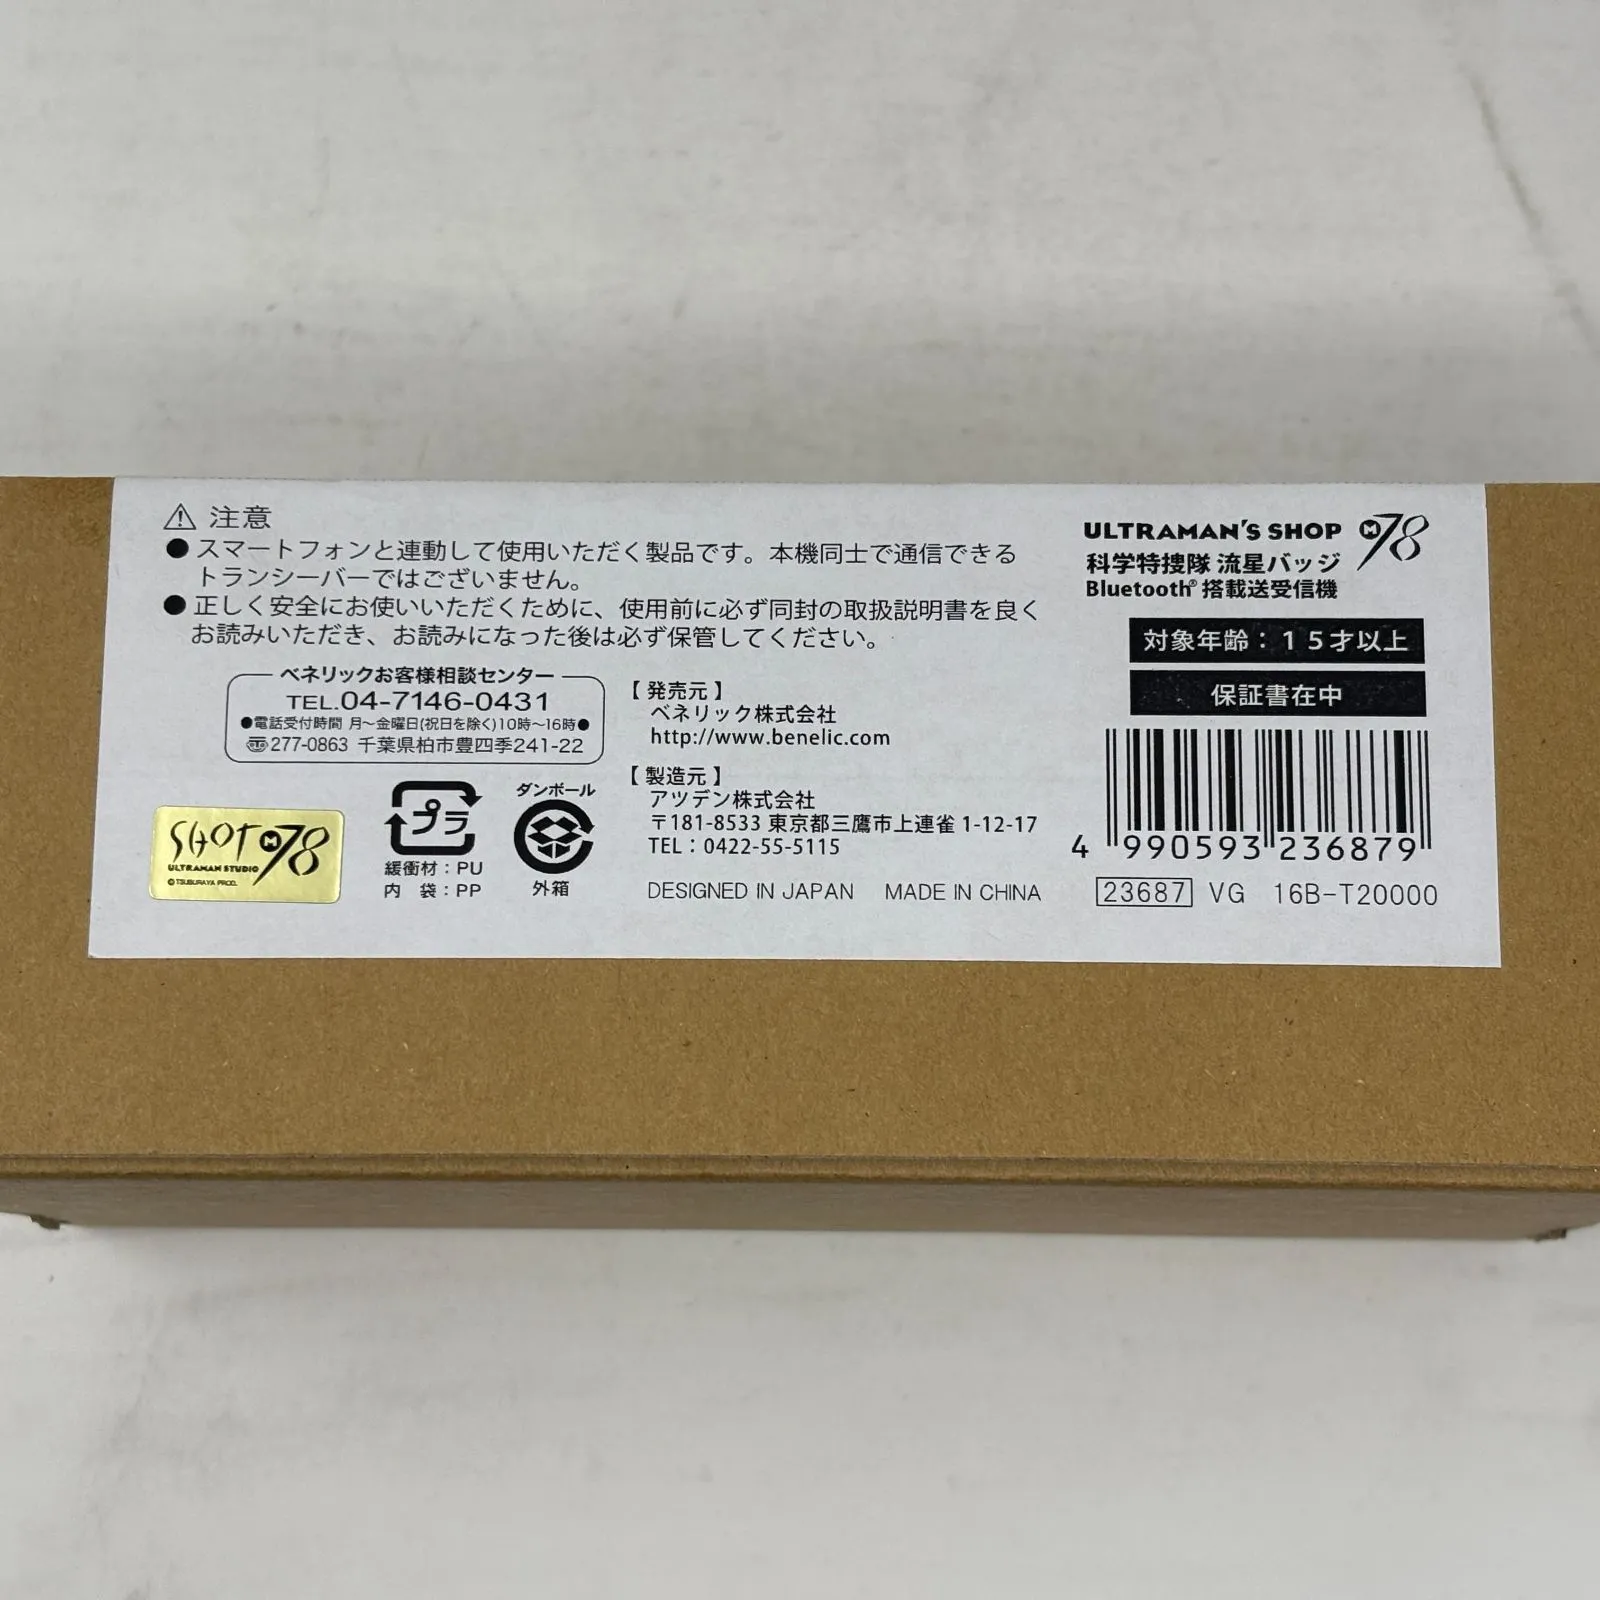 注意
●スマートフォンと連動して使用いただく製品です。本機同士で通信できる
トランシーバーではございません。
●正しく安全にお使いいただくために、使用前に必ず同封の取扱説明書を良く
お読みいただき、お読みになった後は必ず保管してください。
ベネリックお客様相談センター
TEL.04-7146-0431
●電話受付時間 月～金曜日(祝日を除く)10時～16時●
277-0863 千葉県柏市豊四季241-22
SHOT M78
ULTRAMAN STUDIO
©TSUBURAYA PROD.
プラ
緩衝材：PU
内 袋：PP
ダンボール
外箱
【発売元】
ベネリック株式会社
http://www.benelic.com
【製造元】
アツデン株式会社
〒181-8533 東京都三鷹市上連雀 1-12-17
TEL：0422-55-5115
DESIGNED IN JAPAN MADE IN CHINA
ULTRAMAN'S SHOP M78
科学特捜隊 流星バッジ
Bluetooth® 搭載送受信機
対象年齢：１５才以上
保証書在中
4 990593 236879
23687 VG 16B-T20000